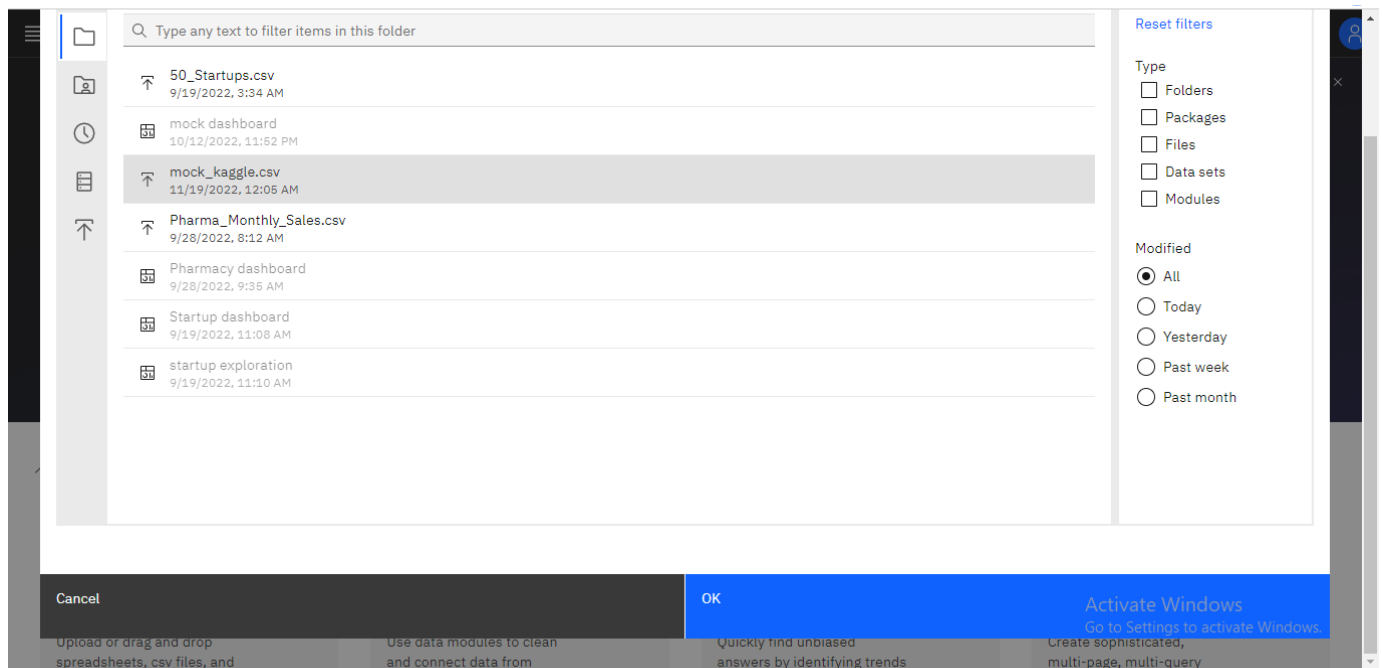 Type any text to filter items in this folder
50_Startups.csv
9/19/2022, 3:34 AM
mock dashboard
10/12/2022, 11:52 PM
mock_kaggle.csv
11/19/2022, 12:05 AM
Pharma_Monthly_Sales.csv
9/28/2022, 8:12 AM
Pharmacy dashboard
9/28/2022, 9:35 AM
Startup dashboard
9/19/2022, 11:08 AM
startup exploration
9/19/2022, 11:10 AM
Reset filters
Type
Folders
Packages
Files
Data sets
Modules
Modified
All
Today
Yesterday
Past week
Past month
Cancel
OK
Activate Windows
Go to Settings to activate Windows.
Upload or drag and drop
spreadsheets, csv files, and
Use data modules to clean
and connect data from
Quickly find unbiased
answers by identifying trends
Create sophisticated,
multi-page, multi-query